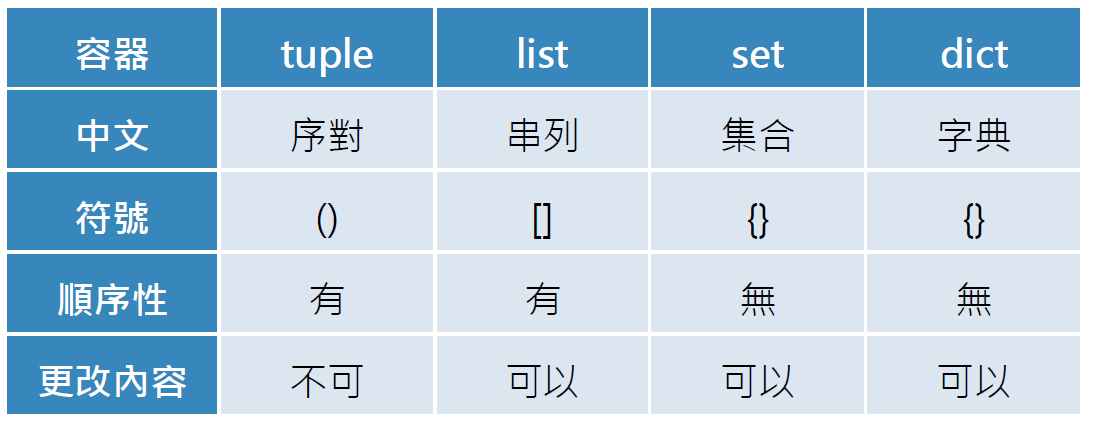 容器 tuple list set dict
中文 序對 串列 集合 字典
符號 () [] {} {}
順序性 有 有 無 無
更改內容 不可 可以 可以 可以